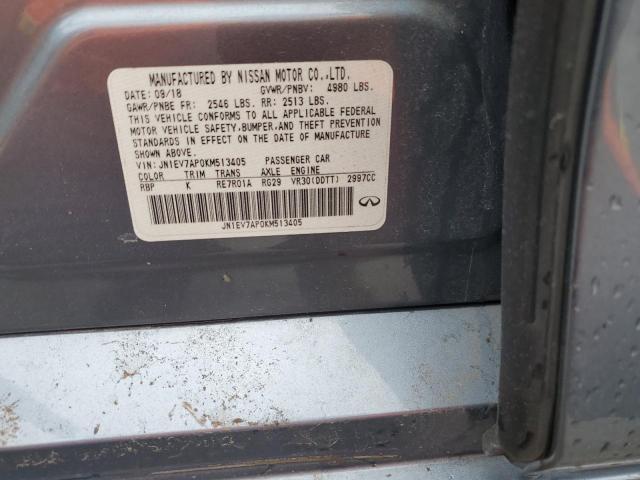 MANUFACTURED BY NISSAN MOTOR CO.,LTD.
DATE: 09/18 GVWR/PNBV: 4980 LBS.
GAWR/PNBE FR: 2546 LBS. RR: 2513 LBS.
THIS VEHICLE CONFORMS TO ALL APPLICABLE FEDERAL
MOTOR VEHICLE SAFETY, BUMPER, AND THEFT PREVENTION
STANDARDS IN EFFECT ON THE DATE OF MANUFACTURE
SHOWN ABOVE.
VIN: JN1EV7AP0KM513405 PASSENGER CAR
COLOR TRIM TRANS AXLE ENGINE
RBP K RE7R01A RG29 VR30(DDTT) 2997CC
JN1EV7AP0KM513405